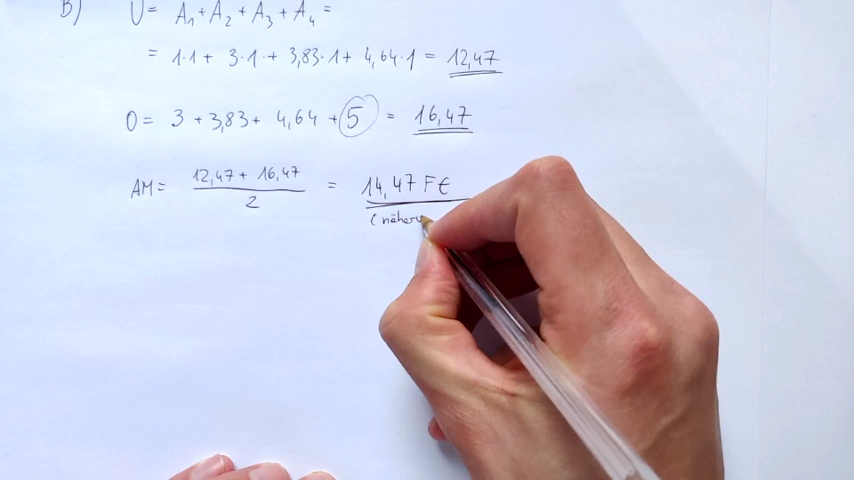 B) U = A₁ + A₂ + A₃ + A₄ =
= 1·1 + 3·1 + 3,83·1 + 4,64·1 = 12,47
O = 3 + 3,83 + 4,64 + 5 = 16,47
AM = (12,47 + 16,47) / 2 = 14,47 FE
(näher